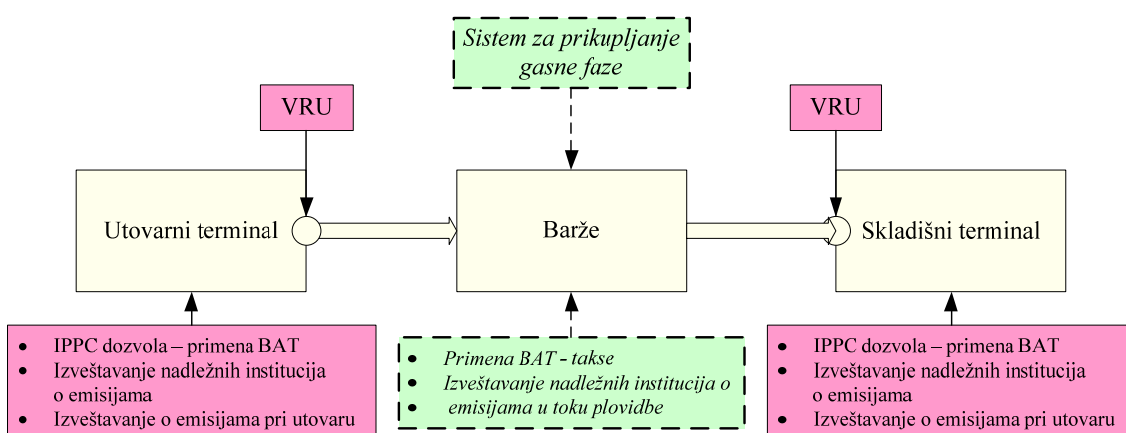 Sistem za prikupljanje
gasne faze
VRU
VRU
Utovarni terminal
Barže
Skladišni terminal
• IPPC dozvola – primena BAT
• Izveštavanje nadležnih institucija
o emisijama
• Izveštavanje o emisijama pri utovaru
• Primena BAT - takse
• Izveštavanje nadležnih institucija o
• emisijama u toku plovidbe
• IPPC dozvola – primena BAT
• Izveštavanje nadležnih institucija
o emisijama
• Izveštavanje o emisijama pri utovaru